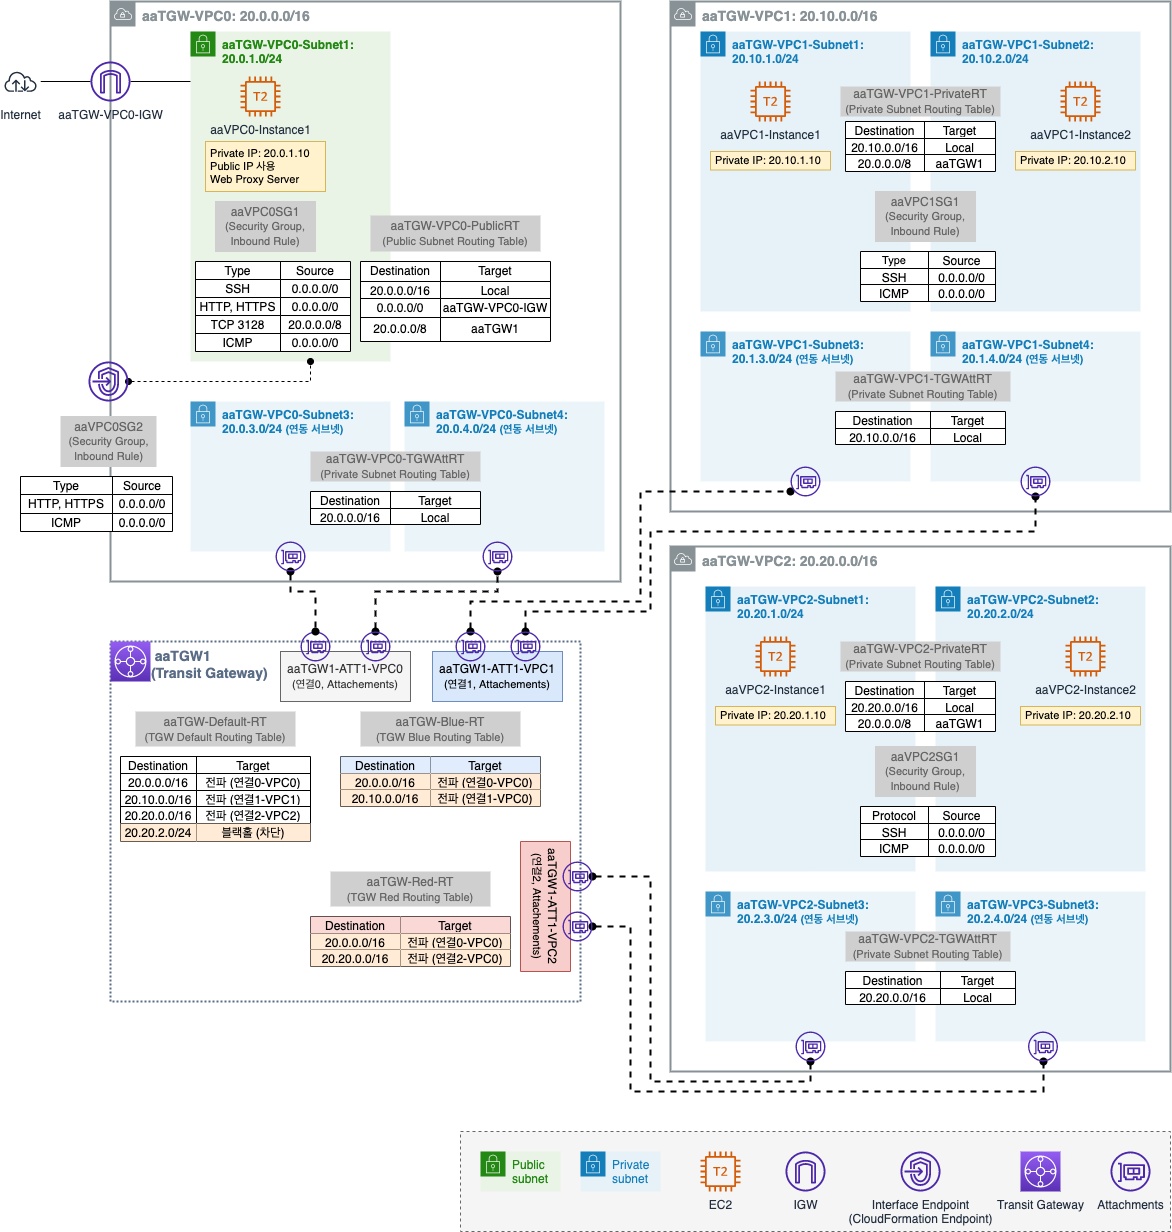 aaTGW-VPC0: 20.0.0.0/16
aaTGW-VPC0-Subnet1:
20.0.1.0/24
Internet
aaTGW-VPC0-IGW
T2
aaVPC0-Instance1
Private IP: 20.0.1.10
Public IP 사용
Web Proxy Server
aaVPC0SG1
(Security Group,
Inbound Rule)
Type Source
SSH 0.0.0.0/0
HTTP, HTTPS 0.0.0.0/0
TCP 3128 20.0.0.0/8
ICMP 0.0.0.0/0
aaTGW-VPC0-PublicRT
(Public Subnet Routing Table)
Destination Target
20.0.0.0/16 Local
0.0.0.0/0 aaTGW-VPC0-IGW
20.0.0.0/8 aaTGW1
aaVPC0SG2
(Security Group,
Inbound Rule)
Type Source
HTTP, HTTPS 0.0.0.0/0
ICMP 0.0.0.0/0
aaTGW-VPC0-Subnet3:
20.0.3.0/24 (연동 서브넷)
aaTGW-VPC0-Subnet4:
20.0.4.0/24 (연동 서브넷)
aaTGW-VPC0-TGWAttRT
(Private Subnet Routing Table)
Destination Target
20.0.0.0/16 Local
aaTGW-VPC1: 20.10.0.0/16
aaTGW-VPC1-Subnet1:
20.10.1.0/24
aaTGW-VPC1-Subnet2:
20.10.2.0/24
T2
aaVPC1-Instance1
Private IP: 20.10.1.10
aaTGW-VPC1-PrivateRT
(Private Subnet Routing Table)
Destination Target
20.10.0.0/16 Local
20.0.0.0/8 aaTGW1
T2
aaVPC1-Instance2
Private IP: 20.10.2.10
aaVPC1SG1
(Security Group,
Inbound Rule)
Type Source
SSH 0.0.0.0/0
ICMP 0.0.0.0/0
aaTGW-VPC1-Subnet3:
20.1.3.0/24 (연동 서브넷)
aaTGW-VPC1-Subnet4:
20.1.4.0/24 (연동 서브넷)
aaTGW-VPC1-TGWAttRT
(Private Subnet Routing Table)
Destination Target
20.10.0.0/16 Local
aaTGW-VPC2: 20.20.0.0/16
aaTGW-VPC2-Subnet1:
20.20.1.0/24
aaTGW-VPC2-Subnet2:
20.20.2.0/24
T2
aaVPC2-Instance1
Private IP: 20.20.1.10
aaTGW-VPC2-PrivateRT
(Private Subnet Routing Table)
Destination Target
20.20.0.0/16 Local
20.0.0.0/8 aaTGW1
T2
aaVPC2-Instance2
Private IP: 20.20.2.10
aaVPC2SG1
(Security Group,
Inbound Rule)
Protocol Source
SSH 0.0.0.0/0
ICMP 0.0.0.0/0
aaTGW-VPC2-Subnet3:
20.2.3.0/24 (연동 서브넷)
aaTGW-VPC3-Subnet3:
20.2.4.0/24 (연동 서브넷)
aaTGW-VPC2-TGWAttRT
(Private Subnet Routing Table)
Destination Target
20.20.0.0/16 Local
aaTGW1
(Transit Gateway)
aaTGW1-ATT1-VPC0
(연결0, Attachements)
aaTGW1-ATT1-VPC1
(연결1, Attachements)
aaTGW-Default-RT
(TGW Default Routing Table)
Destination Target
20.0.0.0/16 전파 (연결0-VPC0)
20.10.0.0/16 전파 (연결1-VPC1)
20.20.0.0/16 전파 (연결2-VPC2)
20.20.2.0/24 블랙홀 (차단)
aaTGW-Blue-RT
(TGW Blue Routing Table)
Destination Target
20.0.0.0/16 전파 (연결0-VPC0)
20.10.0.0/16 전파 (연결1-VPC0)
aaTGW-Red-RT
(TGW Red Routing Table)
Destination Target
20.0.0.0/16 전파 (연결0-VPC0)
20.20.0.0/16 전파 (연결2-VPC0)
aaTGW1-ATT1-VPC2
(연결2, Attachements)
Public
subnet
Private
subnet
T2
EC2
IGW
Interface Endpoint
(CloudFormation Endpoint)
Transit Gateway
Attachments